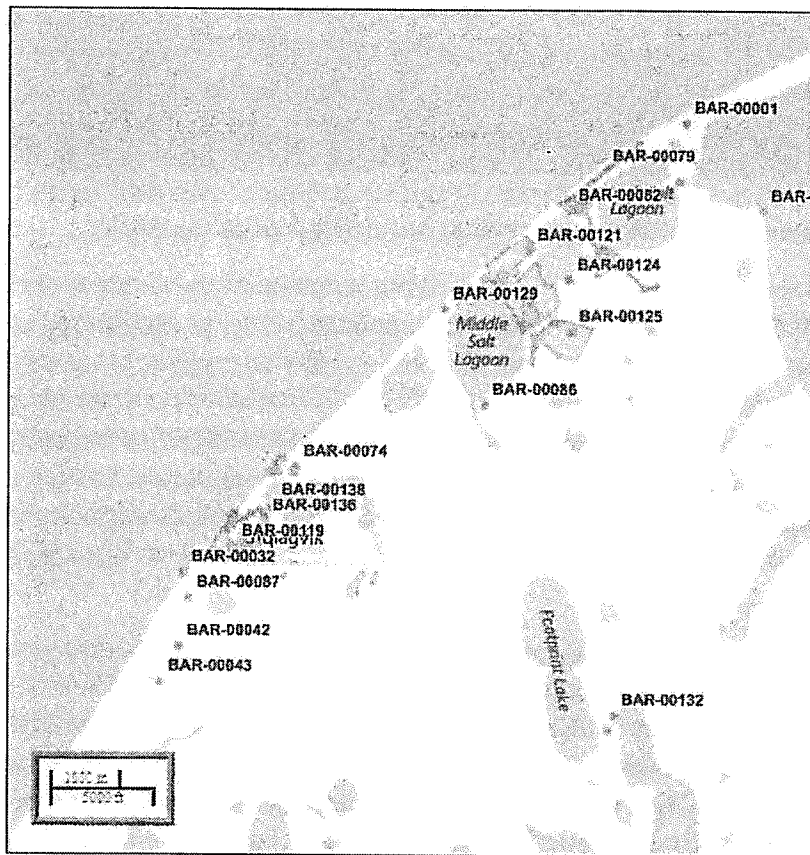 BAR-00001
BAR-00079
BAR-00082
Lagoon
BAR-
BAR-00121
BAR-00124
BAR-00129
Middle
Salt
Lagoon
BAR-00125
BAR-00086
BAR-00074
BAR-00138
BAR-00136
BAR-00119
BAR-00032
BAR-00087
BAR-00042
BAR-00043
Footprint Lake
BAR-00132
5000 ft